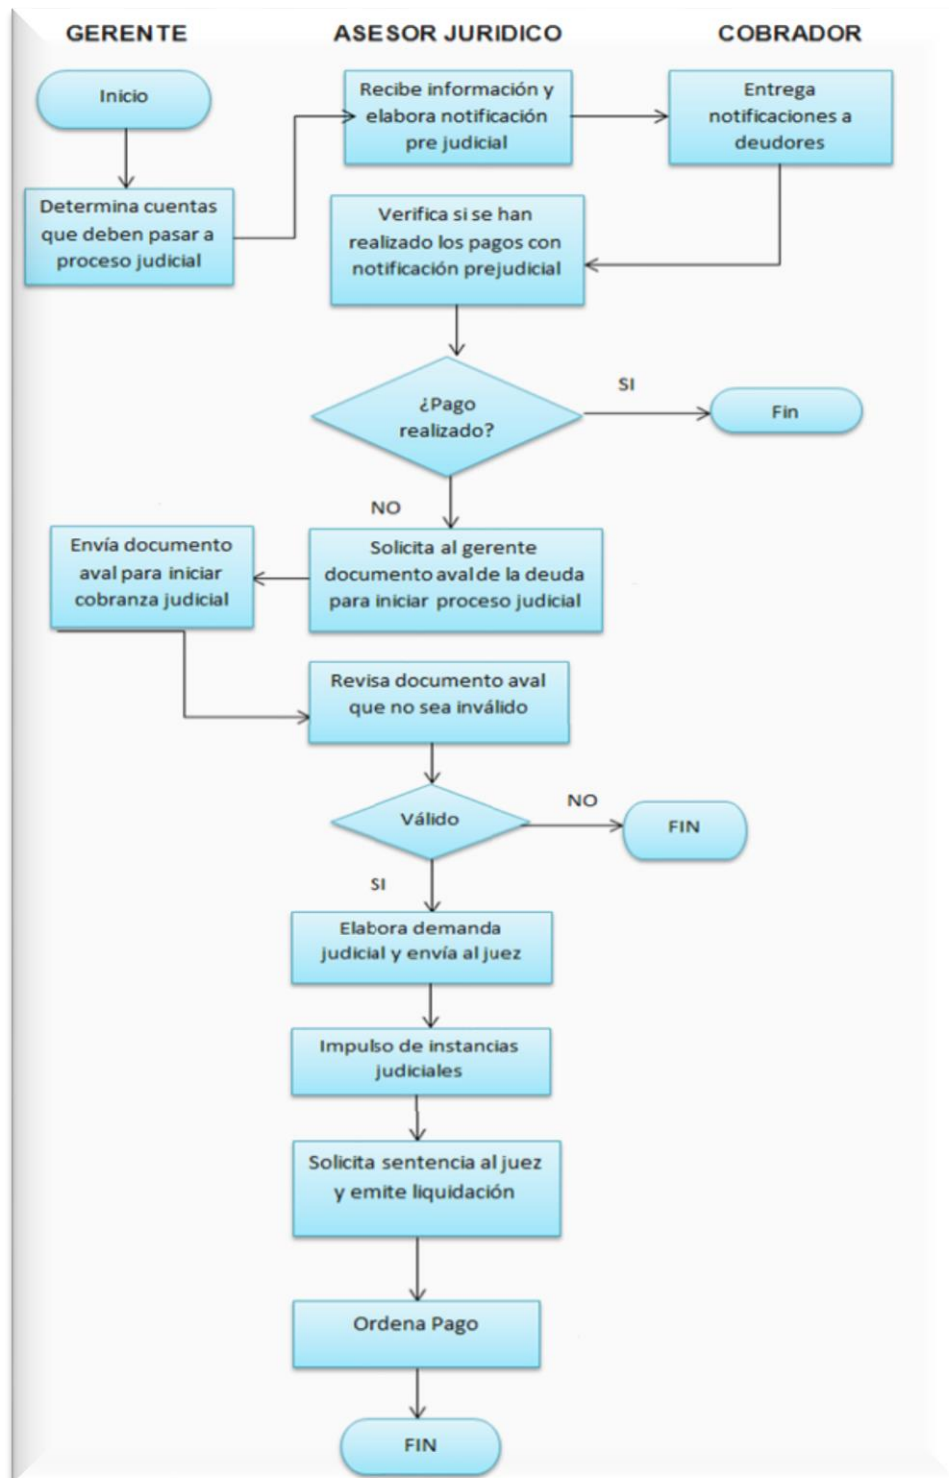 GERENTE
ASESOR JURIDICO
COBRADOR
Inicio
Recibe información y
elabora notificación
pre judicial
Entrega
notificaciones a
deudores
Determina cuentas
que deben pasar a
proceso judicial
Verifica si se han
realizado los pagos con
notificación prejudicial
¿Pago
realizado?
SI
Fin
NO
Envía documento
aval para iniciar
cobranza judicial
Solicita al gerente
documento aval de la deuda
para iniciar proceso judicial
Revisa documento aval
que no sea inválido
Válido
NO
FIN
SI
Elabora demanda
judicial y envía al juez
Impulso de instancias
judiciales
Solicita sentencia al juez
y emite liquidación
Ordena Pago
FIN